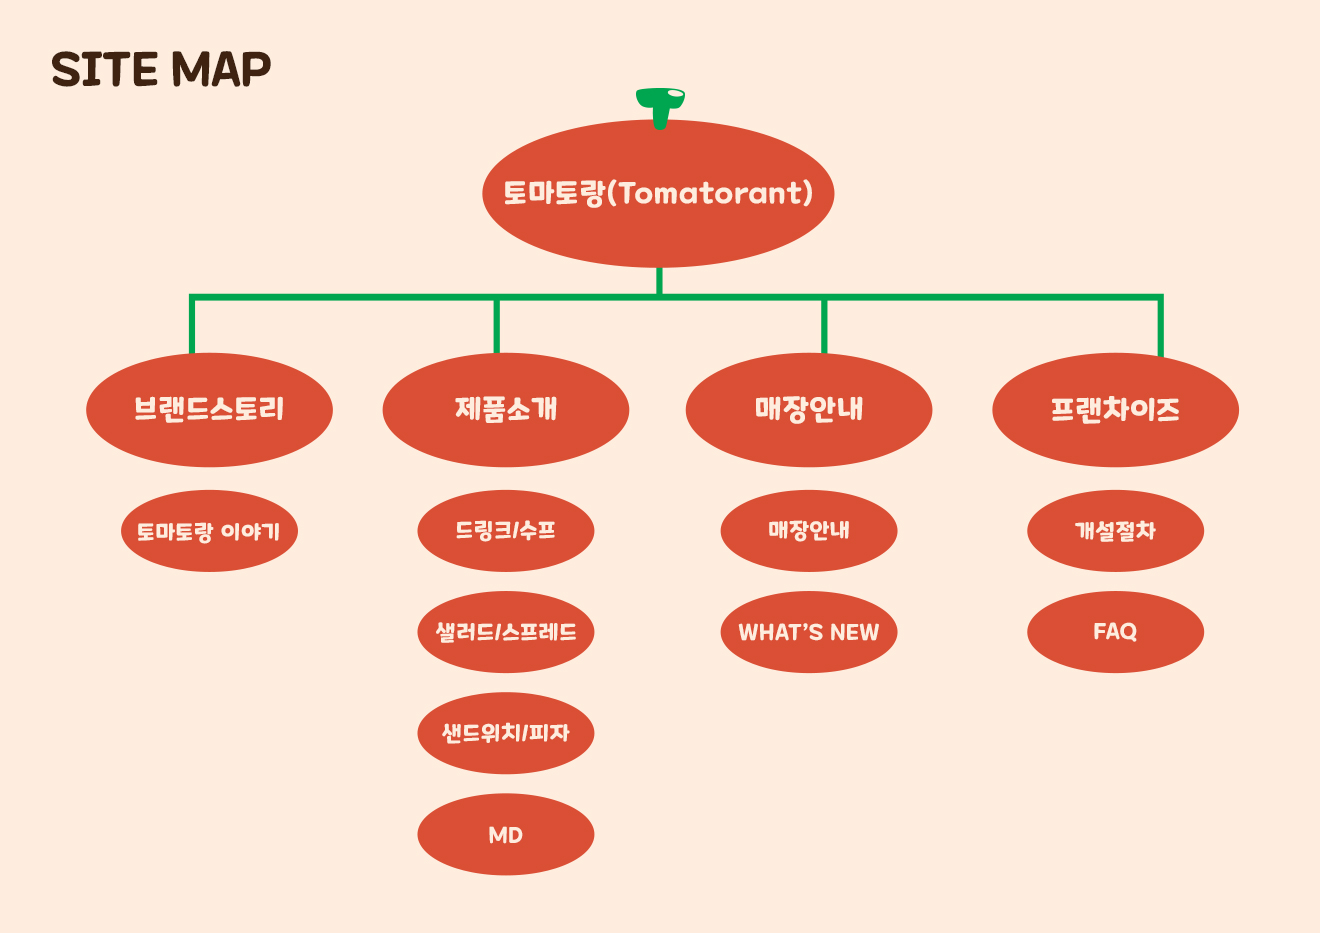 SITE MAP
토마토랑(Tomatorant)
브랜드스토리
제품소개
매장안내
프랜차이즈
토마토랑 이야기
드링크/수프
매장안내
개설절차
샐러드/스프레드
WHAT'S NEW
FAQ
샌드위치/피자
MD